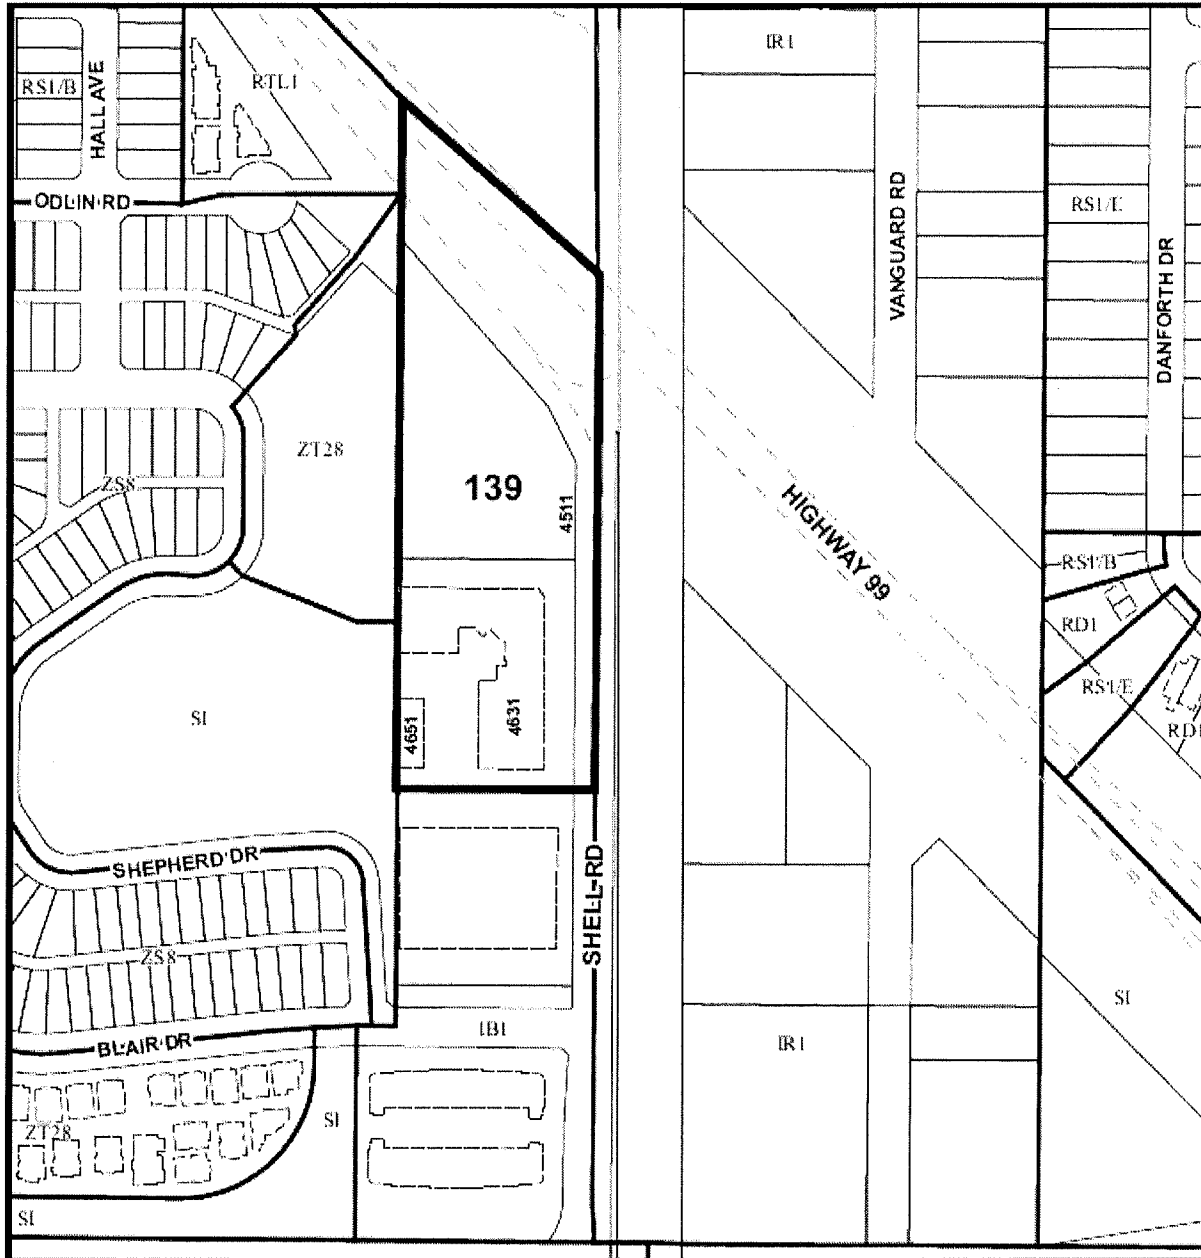 IR1
RS1/B
HALL AVE
RTL1
ODLIN RD
VANGUARD RD
RS1/E
DANFORTH DR
ZT28
ZS8
139
4511
HIGHWAY 99
RS1/B
RD1
RS1/E
RD1
SI
4651
4631
SHEPHERD DR
SHELL RD
ZS8
SI
IB1
IR1
BLAIR DR
ZT28
SI
SI